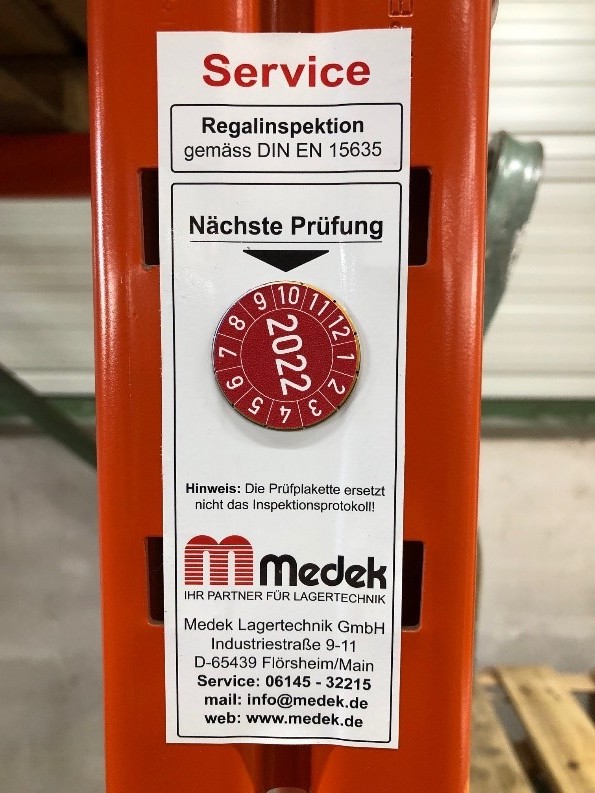 Service
Regalinspektion
gemäss DIN EN 15635
Nächste Prüfung
1 2 3 4 5 6 7 8 9 10 11 12
2022
Hinweis: Die Prüfplakette ersetzt
nicht das Inspektionsprotokoll!
m Medek
IHR PARTNER FÜR LAGERTECHNIK
Medek Lagertechnik GmbH
Industriestraße 9-11
D-65439 Flörsheim/Main
Service: 06145 - 32215
mail: info@medek.de
web: www.medek.de